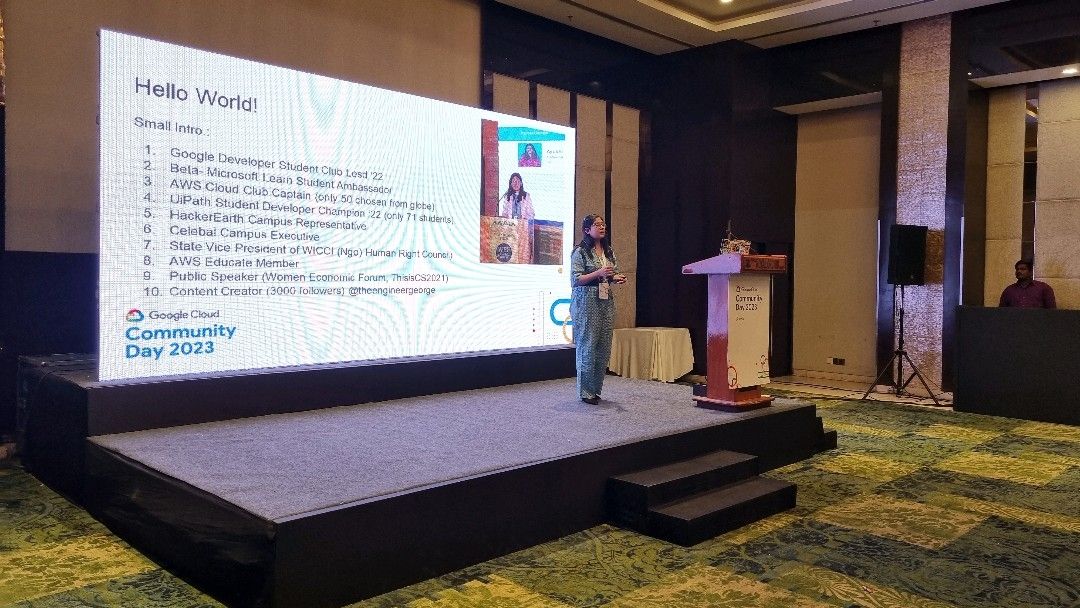 Hello World!
Small Intro :
1. Google Developer Student Club Lead '22
2. Beta- Microsoft Learn Student Ambassador
3. AWS Cloud Club Captain (only 50 chosen from globe)
4. UiPath Student Developer Champion '22 (only 71 students)
5. HackerEarth Campus Representative
6. Celebal Campus Executive
7. State Vice President of WICCI (Ngo) Human Right Council)
8. AWS Educate Member
9. Public Speaker (Women Economic Forum, ThisisCS2021)
10. Content Creator (3000 followers) @theengineergeorge
Google Cloud
Community
Day 2023
Community
Day 2023